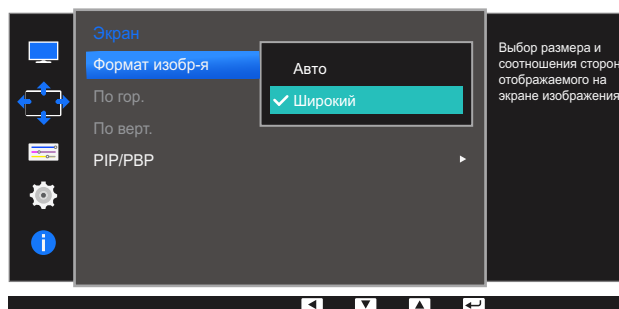 Экран
Формат изобр-я
Авто
Широкий
По гор.
По верт.
PIP/PBP
Выбор размера и
соотношения сторон
отображаемого на
экране изображения